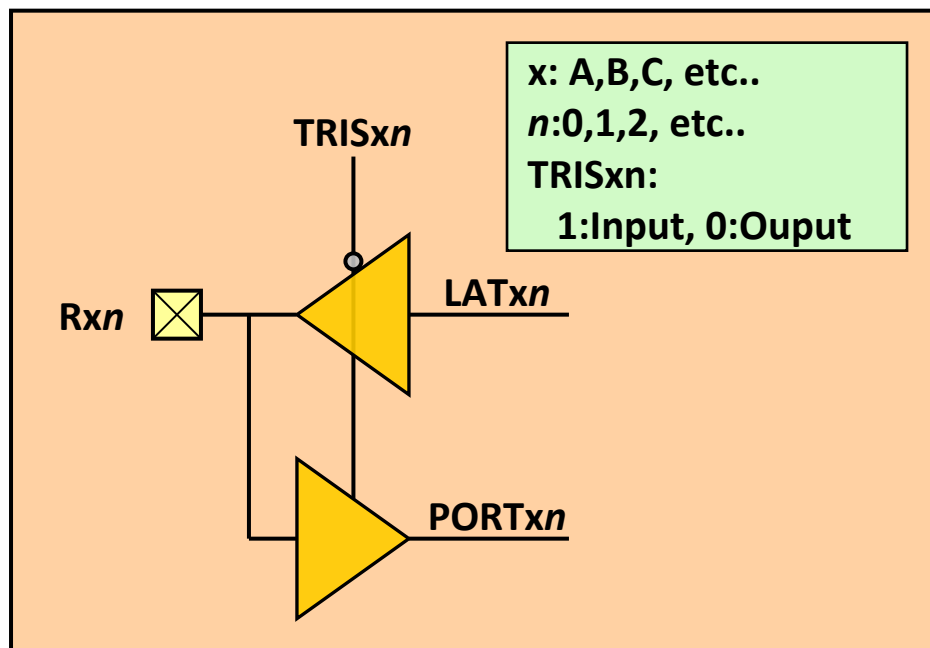 x: A,B,C, etc..
n:0,1,2, etc..
TRISxn:
1:Input, 0:Ouput
TRISxn
LATxn
Rxn
PORTxn